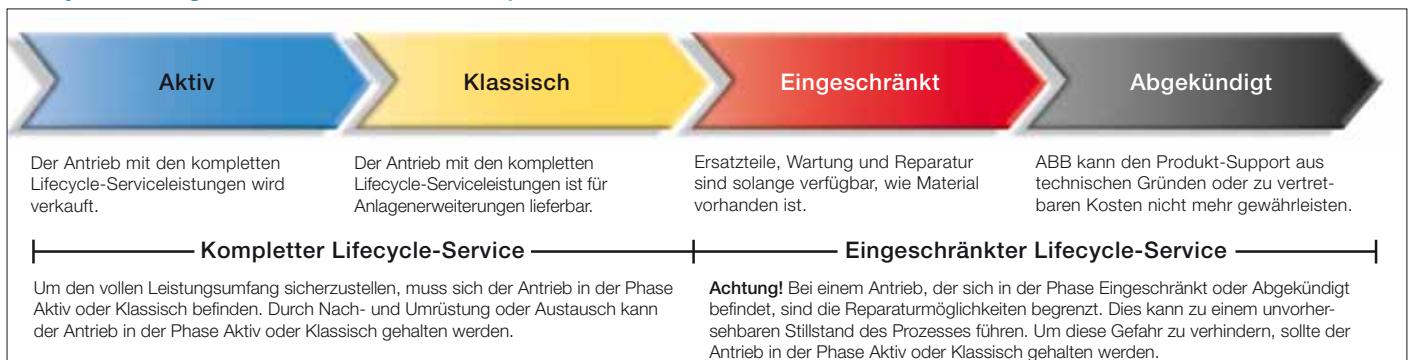 Aktiv
Klassisch
Eingeschränkt
Abgekündigt
Der Antrieb mit den kompletten
Lifecycle-Serviceleistungen wird
verkauft.
Der Antrieb mit den kompletten
Lifecycle-Serviceleistungen ist für
Anlagenerweiterungen lieferbar.
Ersatzteile, Wartung und Reparatur
sind solange verfügbar, wie Material
vorhanden ist.
ABB kann den Produkt-Support aus
technischen Gründen oder zu vertret-
baren Kosten nicht mehr gewährleisten.
Kompletter Lifecycle-Service
Um den vollen Leistungsumfang sicherzustellen, muss sich der Antrieb in der Phase
Aktiv oder Klassisch befinden. Durch Nach- und Umrüstung oder Austausch kann
der Antrieb in der Phase Aktiv oder Klassisch gehalten werden.
Eingeschränkter Lifecycle-Service
Achtung! Bei einem Antrieb, der sich in der Phase Eingeschränkt oder Abgekündigt
befindet, sind die Reparaturmöglichkeiten begrenzt. Dies kann zu einem unvorher-
sehbaren Stillstand des Prozesses führen. Um diese Gefahr zu verhindern, sollte der
Antrieb in der Phase Aktiv oder Klassisch gehalten werden.